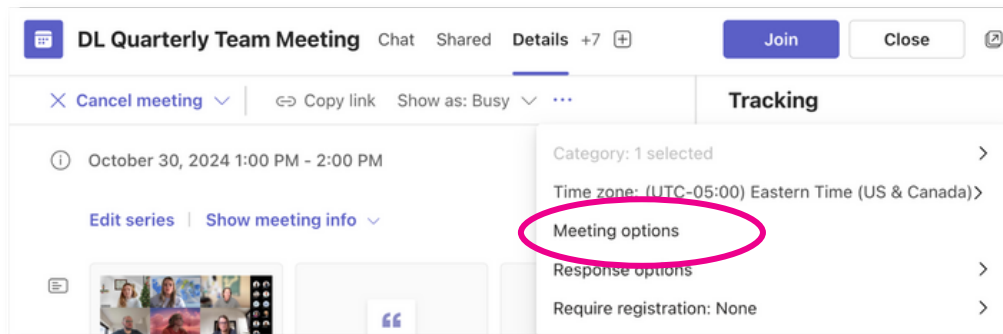 DL Quarterly Team Meeting Chat Shared Details +7 Join Close
Cancel meeting Copy link Show as: Busy ... Tracking
October 30, 2024 1:00 PM - 2:00 PM
Edit series | Show meeting info
Category: 1 selected
Time zone: (UTC-05:00) Eastern Time (US & Canada)
Meeting options
Response options
Require registration: None